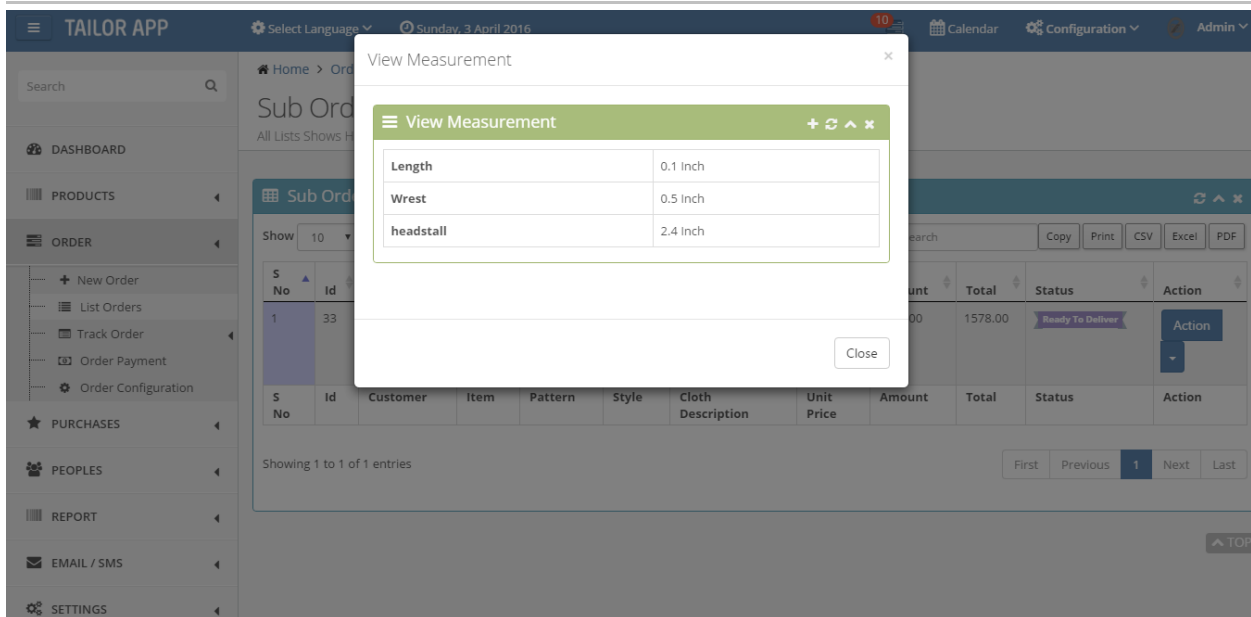 TAILOR APP
Select Language
Sunday, 3 April 2016
10
Calendar
Configuration
Admin
Search
DASHBOARD
PRODUCTS
ORDER
New Order
List Orders
Track Order
Order Payment
Order Configuration
PURCHASES
PEOPLES
REPORT
EMAIL / SMS
SETTINGS
Home > Ord
Sub Ord
All Lists Shows H
View Measurement
×
View Measurement
Length 0.1 Inch
Wrest 0.5 Inch
headstall 2.4 Inch
Close
Sub Orde
Show 10
earch
Copy Print CSV Excel PDF
S No Id unt Total Status Action
1 33 00 1578.00 Ready To Deliver Action
S No Id Customer Item Pattern Style Cloth Description Unit Price Amount Total Status Action
Showing 1 to 1 of 1 entries
First Previous 1 Next Last
TOP